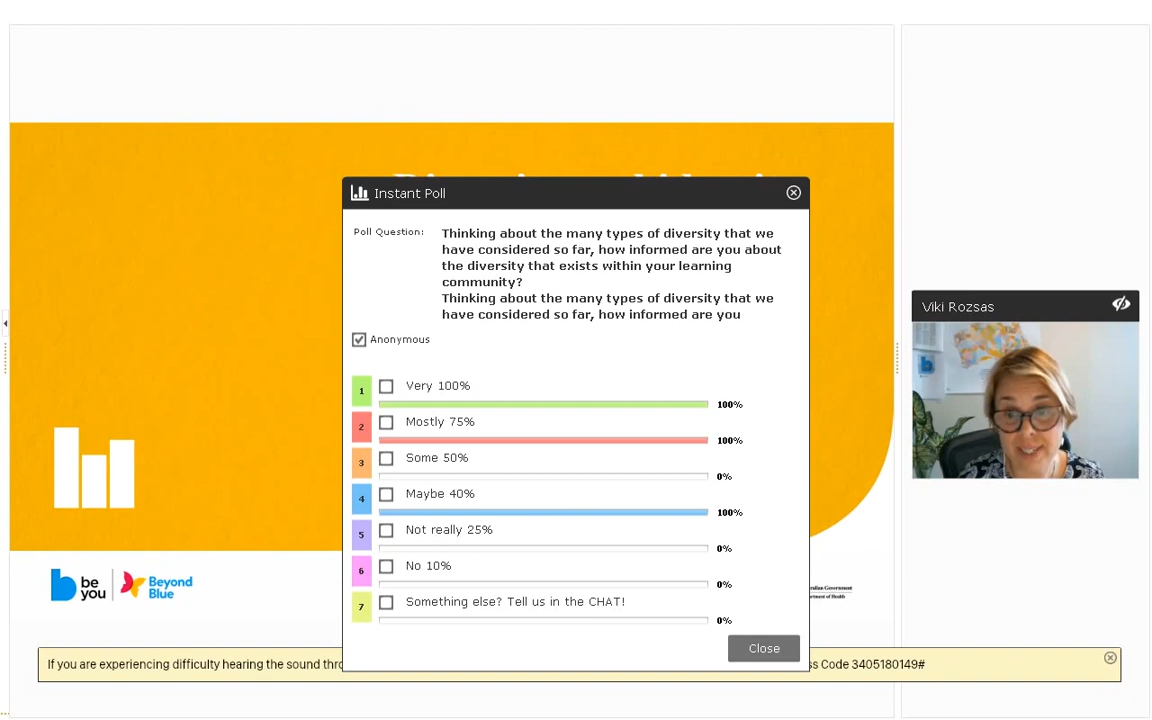 Instant Poll
Poll Question:
Thinking about the many types of diversity that we
have considered so far, how informed are you about
the diversity that exists within your learning
community?
Thinking about the many types of diversity that we
have considered so far, how informed are you
Anonymous
1 Very 100%
100%
2 Mostly 75%
100%
3 Some 50%
0%
4 Maybe 40%
100%
5 Not really 25%
0%
6 No 10%
0%
7 Something else? Tell us in the CHAT!
0%
Close
Viki Rozsas
be
you
Beyond
Blue
Government
of Health
If you are experiencing difficulty hearing the sound
Code 3405180149#